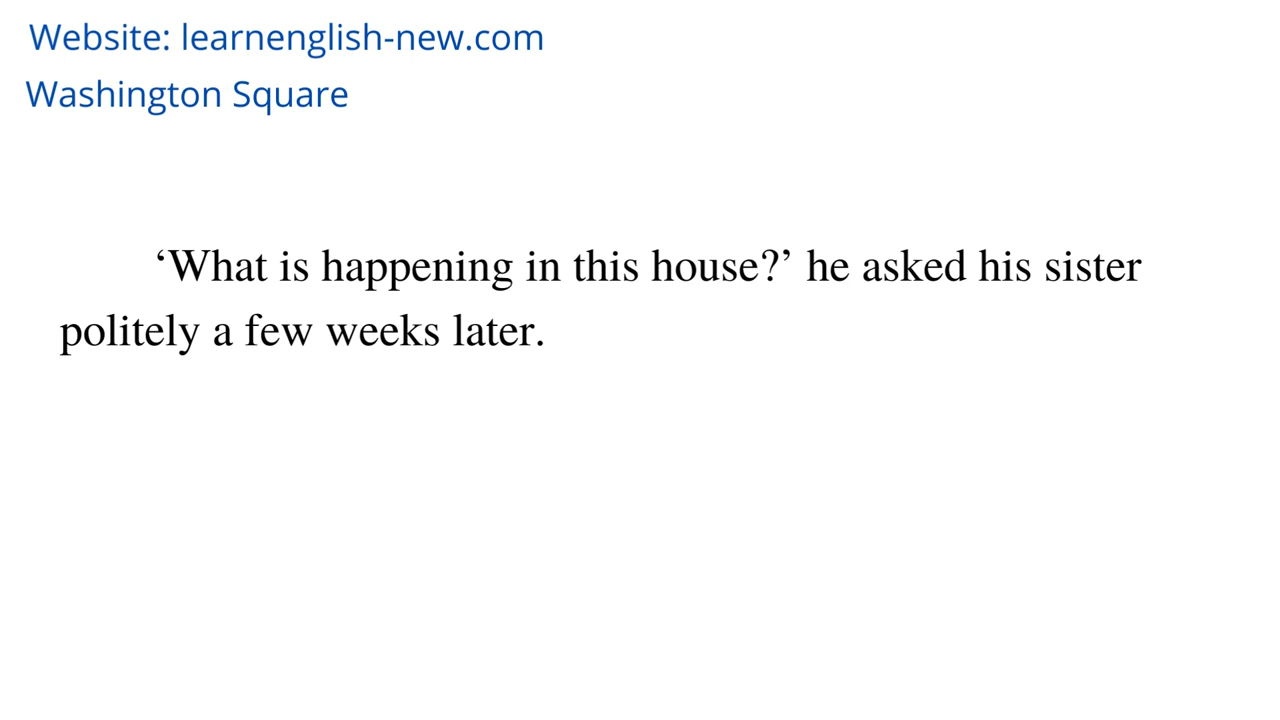 Website: learnenglish-new.com
Washington Square
‘What is happening in this house?’ he asked his sister
politely a few weeks later.